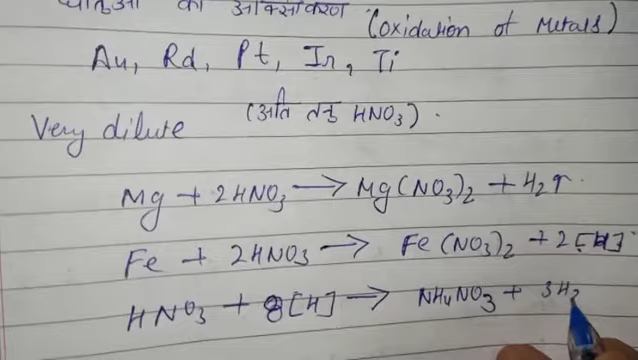 धातुओं का ऑक्सीकरण (oxidation of Metals)
Au, Rd, Pt, Ir, Ti
Very dilute (अति तनु HNO3).
Mg + 2HNO3 → Mg(NO3)2 + H2↑.
Fe + 2HNO3 → Fe(NO3)2 + 2[H]
HNO3 + 8[H] → NH4NO3 + 3H2